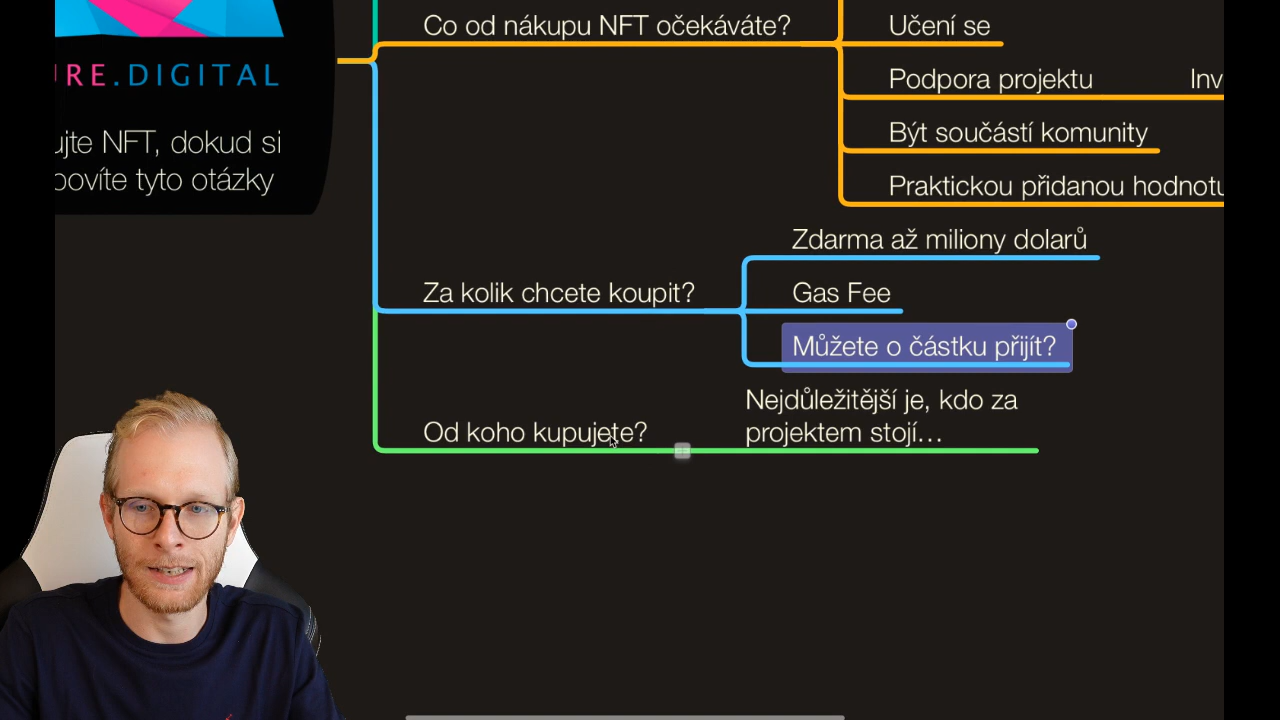 Co od nákupu NFT očekáváte?
Učení se
RE.DIGITAL
Podpora projektu
ujte NFT, dokud si
Být součástí komunity
povíte tyto otázky
Praktickou přidanou hodnotu
Zdarma až miliony dolarů
Za kolik chcete koupit?
Gas Fee
Můžete o částku přijít?
Nejdůležitější je, kdo za
Od koho kupujete?
projektem stojí...